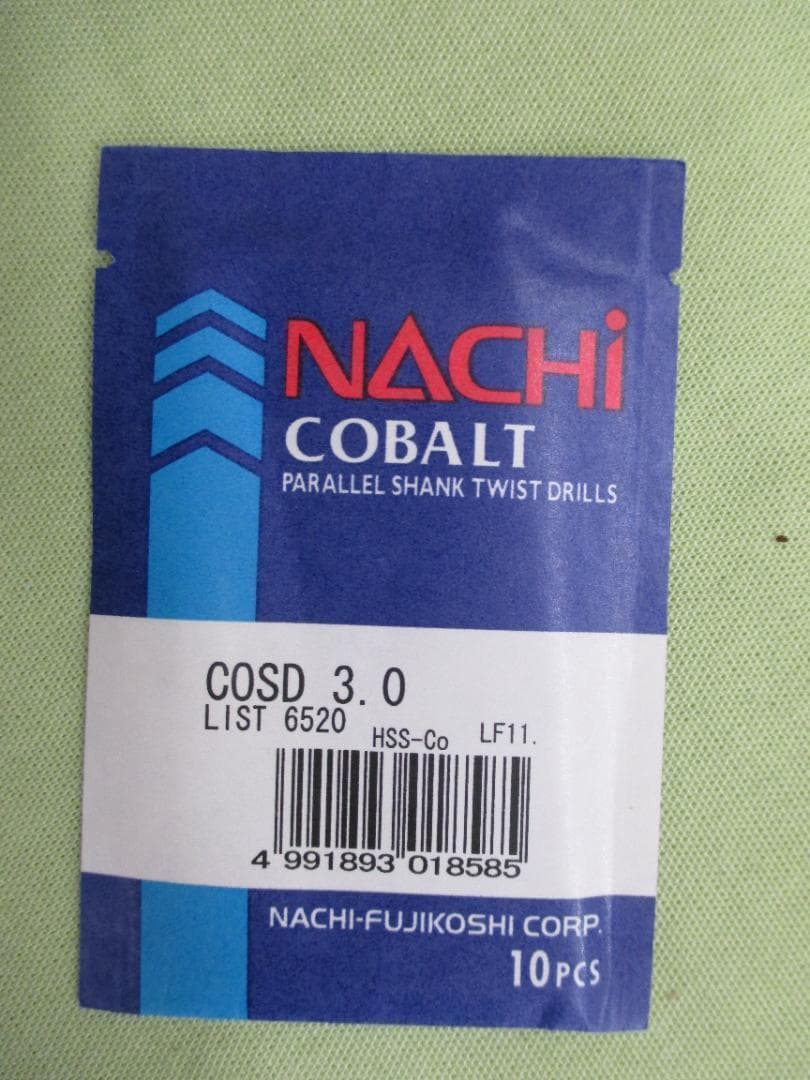 NACHi
COBALT
PARALLEL SHANK TWIST DRILLS
COSD 3.0
LIST 6520
HSS-Co LF11.
4 991893 018585
NACHI-FUJIKOSHI CORP.
10PCS